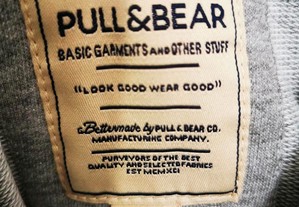 PULL&BEAR
BASIC GARMENTS AND OTHER STUFF
"LOOK GOOD WEAR GOOD"
a Bettermade by PULL & BEAR CO.
MANUFACTURING COMPANY.
PURVEYORS OF THE BEST
QUALITY AND SELECTED FABRICS
EST MCMXCI